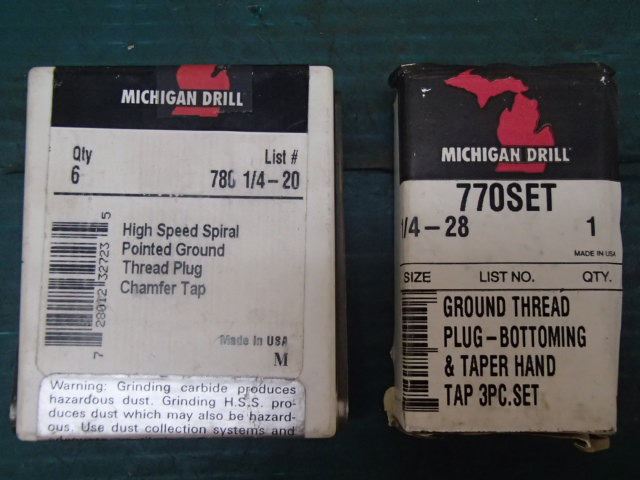 MICHIGAN DRILL
Qty List #
6 780 1/4-20
High Speed Spiral
Pointed Ground
Thread Plug
Chamfer Tap
7 28012 32723 5
Made In USA
M
Warning: Grinding carbide produces
hazardous dust. Grinding H.S.S. pro-
duces dust which may also be hazard-
ous. Use dust collection systems and
MICHIGAN DRILL
770SET
1/4-28 1
MADE IN USA
SIZE LIST NO. QTY.
GROUND THREAD
PLUG-BOTTOMING
& TAPER HAND
TAP 3PC.SET